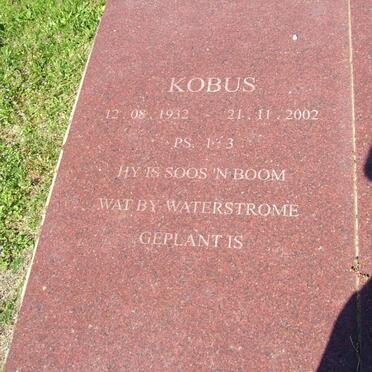 KOBUS
12 . 08 . 1932 - 21 . 11 . 2002
PS. 1 : 3
HY IS SOOS 'N BOOM
WAT BY WATERSTROME
GEPLANT IS